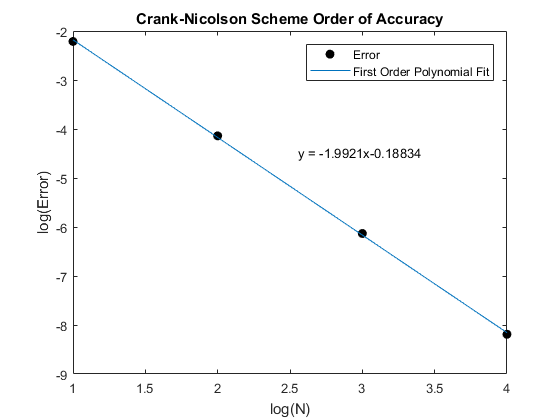 Crank-Nicolson Scheme Order of Accuracy
-2
Error
First Order Polynomial Fit
-3
-4
y = -1.9921x-0.18834
-5
log(Error)
-6
-7
-8
-9
1 1.5 2 2.5 3 3.5 4
log(N)